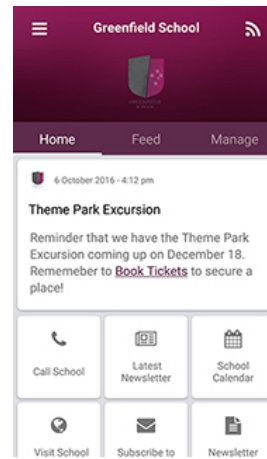 Greenfield School
GREENFIELD
SCHOOL
Home Feed Manage
6 October 2016 - 4:12 pm
Theme Park Excursion
Reminder that we have the Theme Park
Excursion coming up on December 18.
Rememeber to Book Tickets to secure a
place!
Call School
Latest
Newsletter
School
Calendar
Visit School
Subscribe to
Newsletter